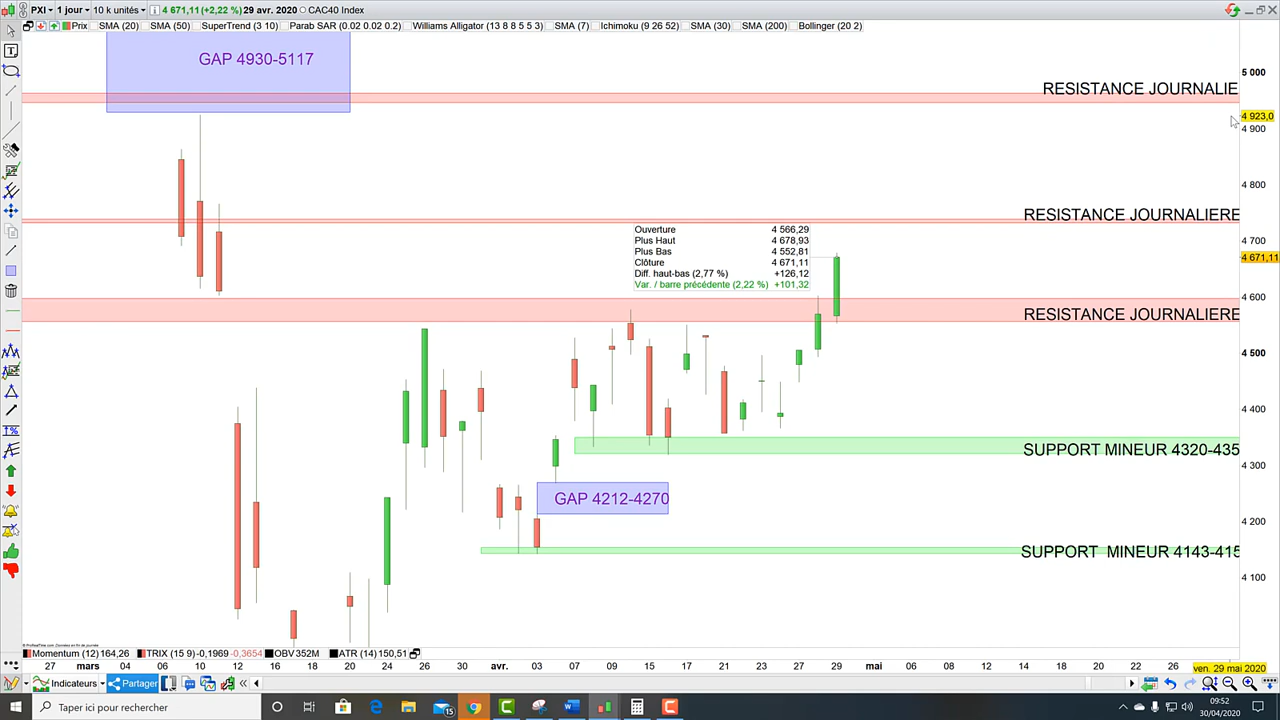 PXI 1 jour 10 k unités 4 671,11 (+2,22 %) 29 avr. 2020 CAC40 Index
Prix SMA (20) SMA (50) SuperTrend (3 10) Parab SAR (0.02 0.02 0.2) Williams Alligator (13 8 8 5 5 3) SMA (7) Ichimoku (9 26 52) SMA (30) SMA (200) Bollinger (20 2)
GAP 4930-5117
5 000
RESISTANCE JOURNALIE
4 923,0
4 900
4 800
RESISTANCE JOURNALIERE
Ouverture 4 566,29
Plus Haut 4 678,93
4 700
Plus Bas 4 552,81
Clôture 4 671,11
4 671,11
Diff. haut-bas (2,77 %) +126,12
Var. / barre précédente (2,22 %) +101,32
4 600
RESISTANCE JOURNALIERE
4 500
4 400
SUPPORT MINEUR 4320-435
4 300
GAP 4212-4270
4 200
SUPPORT MINEUR 4143-415
4 100
© ProRealTime.com Données en fin de journée
Momentum (12) 164,26 TRIX (15 9) -0,1969 -0,3654 OBV 352M ATR (14) 150,51
27 mars 04 06 10 12 16 18 20 24 26 30 avr. 03 07 09 15 17 21 23 27 29 mai 06 08 12 14 18 20 22 26 ven. 29 mai 2020
Indicateurs Partager
Taper ici pour rechercher
15
09:52
30/04/2020